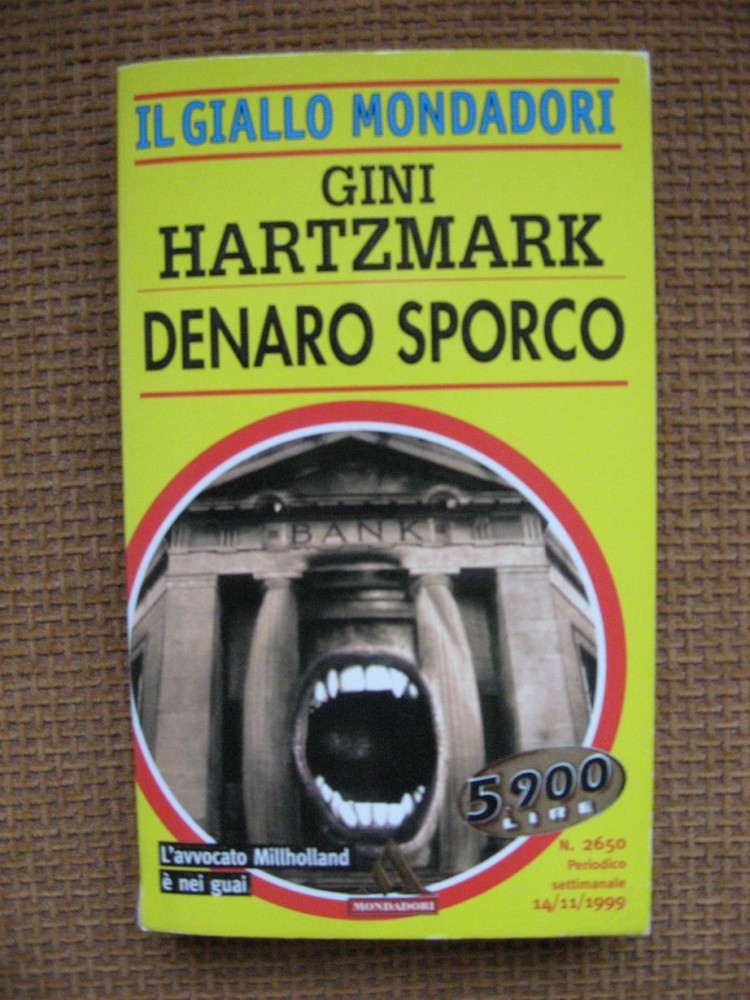 IL GIALLO MONDADORI
GINI
HARTZMARK
DENARO SPORCO
BANK
5.900
LIRE
L'avvocato Millholland
è nei guai
N. 2650
Periodico
settimanale
14/11/1999
MONDADORI